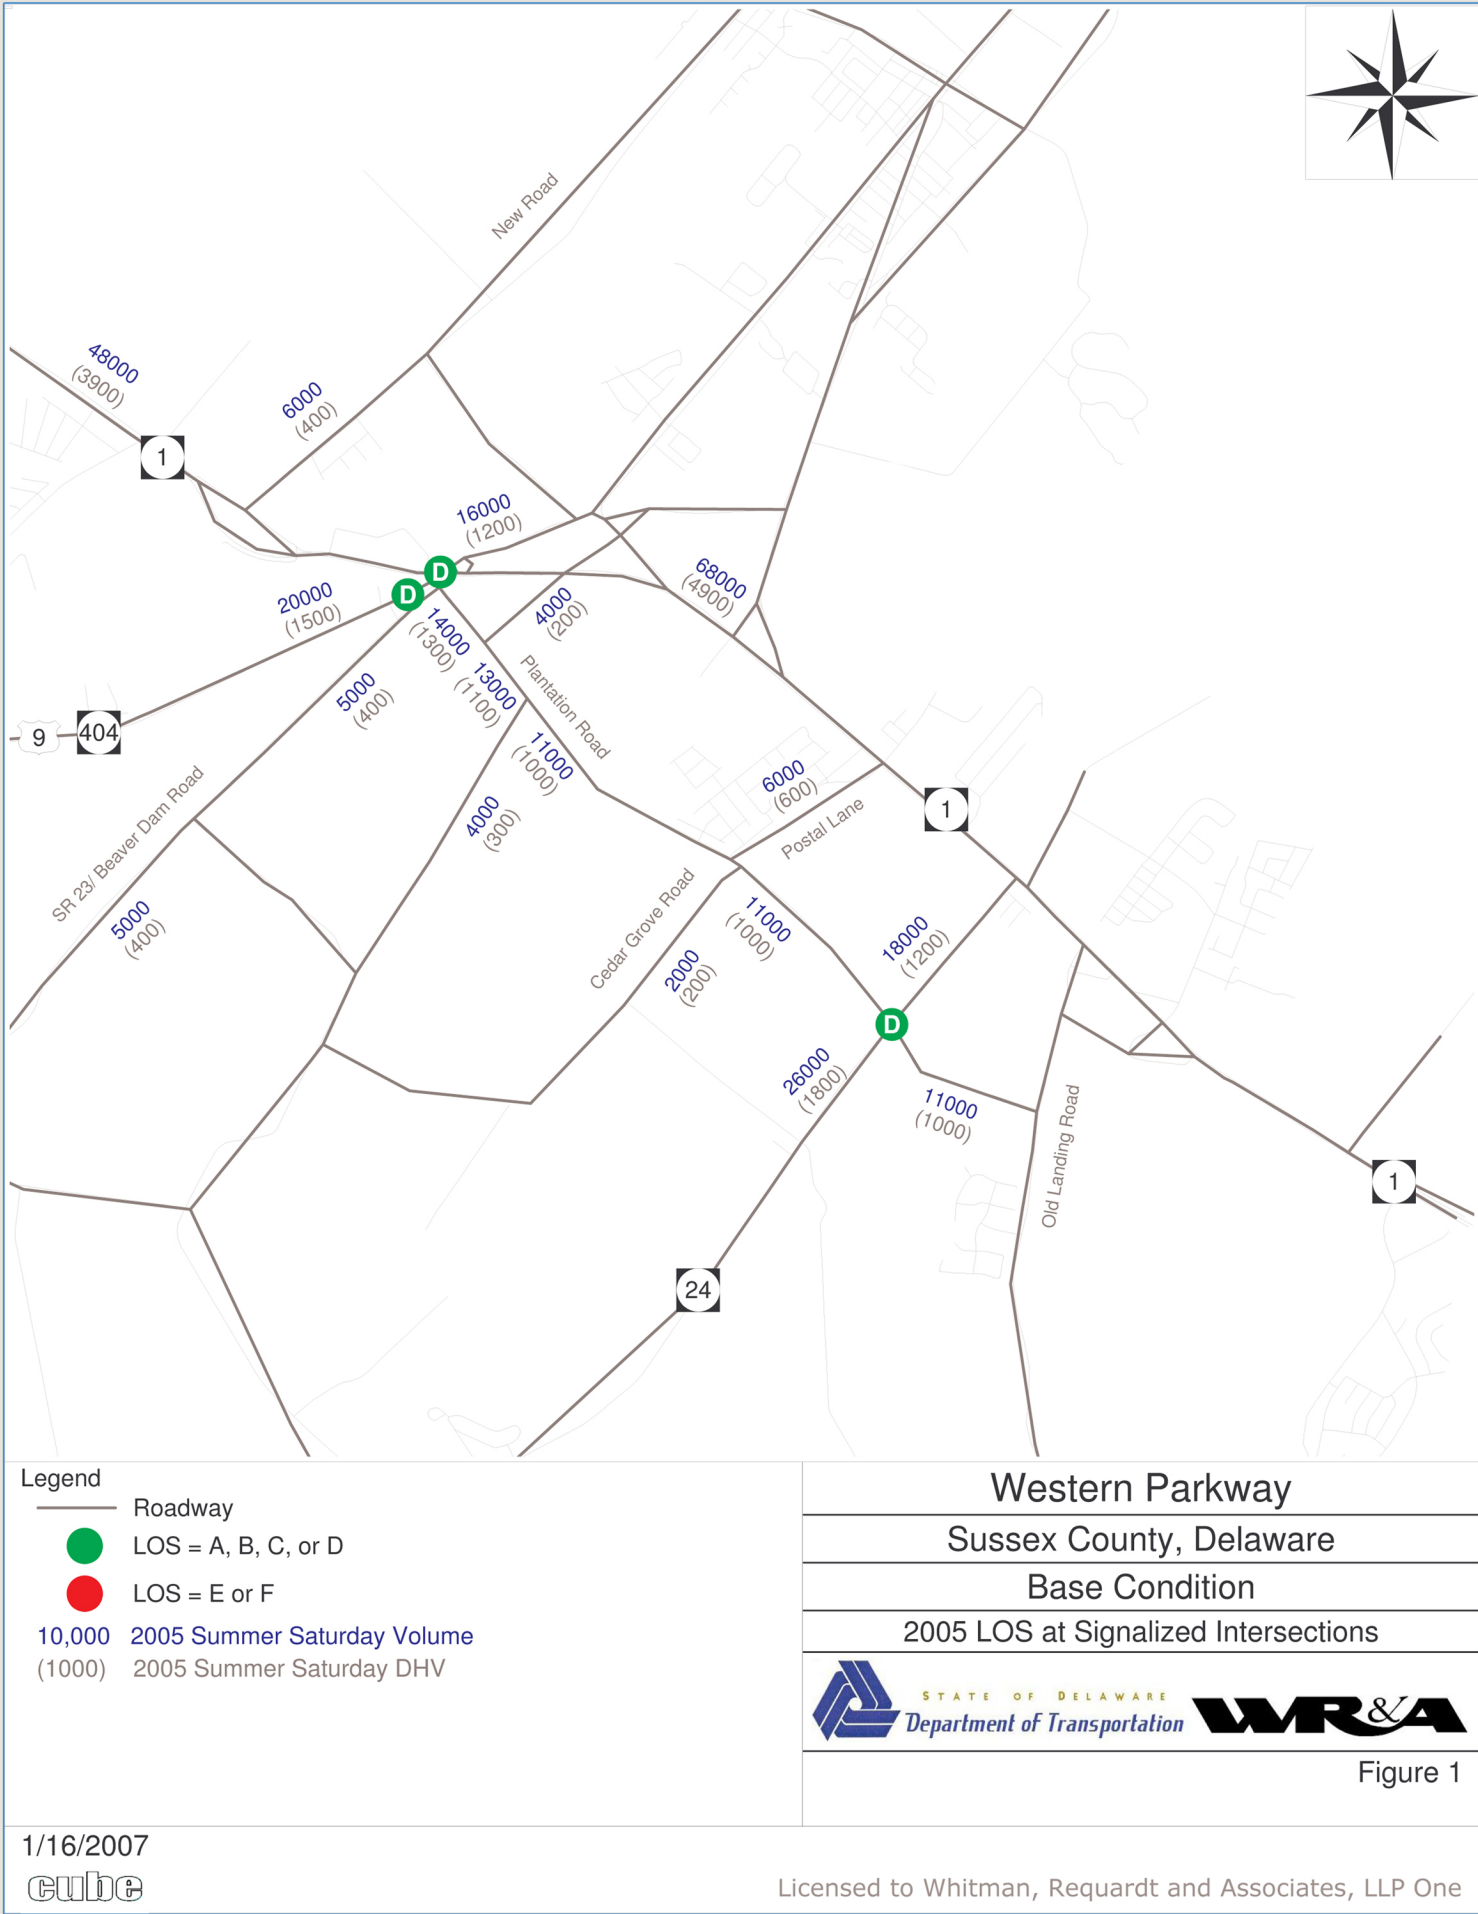 New Road
48000
(3900)
6000
(400)
1
16000
(1200)
D
D
68000
(4900)
20000
(1500)
4000
(200)
14000
(1300)
13000
(1100)
Plantation Road
5000
(400)
9
404
11000
(1000)
6000
(600)
Postal Lane
1
SR 23/ Beaver Dam Road
4000
(300)
5000
(400)
Cedar Grove Road
2000
(200)
11000
(1000)
18000
(1200)
D
26000
(1800)
11000
(1000)
Old Landing Road
1
24
Legend
Roadway
LOS = A, B, C, or D
LOS = E or F
10,000 2005 Summer Saturday Volume
(1000) 2005 Summer Saturday DHV
Western Parkway
Sussex County, Delaware
Base Condition
2005 LOS at Signalized Intersections
STATE OF DELAWARE
Department of Transportation
WR&A
Figure 1
1/16/2007
cube
Licensed to Whitman, Requardt and Associates, LLP One